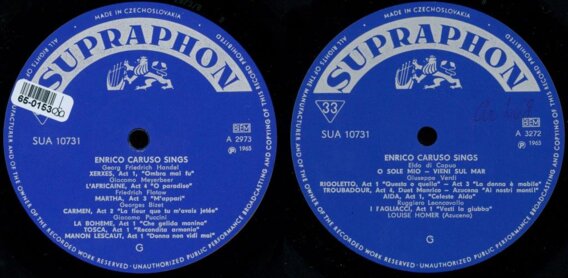 MADE IN CZECHOSLOVAKIA
ALL RIGHTS OF THE MANUFACTURER AND OF THE OWNER OF THE RECORDED WORK RESERVED · UNAUTHORIZED PUBLIC PERFORMANCE BROADCASTING AND COPYING OF THIS RECORD PROHIBITED
SUPRAPHON
SUA 10731
A 2973
Ⓟ 1965
ENRICO CARUSO SINGS
Georg Friedrich Handel
XERXES, Act 1, "Ombra mai fu"
Giacomo Meyerbeer
L'AFRICAINE, Act 4 "O paradiso"
Friedrich Flotow
MARTHA, Act 3 "M'appari"
Georges Bizet
CARMEN, Act 2 "La fleur que tu m'avais jetée"
Giacomo Puccini
LA BOHEME, Act 1 "Che gelida manina"
TOSCA, Act 1 "Recondita armonia"
MANON LESCAUT, Act 1 "Donna non vidi mai"
G
MADE IN CZECHOSLOVAKIA
ALL RIGHTS OF THE MANUFACTURER AND OF THE OWNER OF THE RECORDED WORK RESERVED · UNAUTHORIZED PUBLIC PERFORMANCE BROADCASTING AND COPYING OF THIS RECORD PROHIBITED
SUPRAPHON
33
SUA 10731
A 3272
Ⓟ 1965
ENRICO CARUSO SINGS
Eldo di Capua
O SOLE MIO – VIENI SUL MAR
Giuseppe Verdi
RIGOLETTO, Act 1 "Questa o quella" – Act 3 "La donna è mobile"
TROUBADOUR, Act 4, Duet Manrico – Azucena "Ai nostri monti"
AIDA, Act 1, "Celeste Aida"
Ruggiero Leoncavallo
I PAGLIACCI, Act 1 "Vesti la giubba"
LOUISE HOMER (Azucena)
G